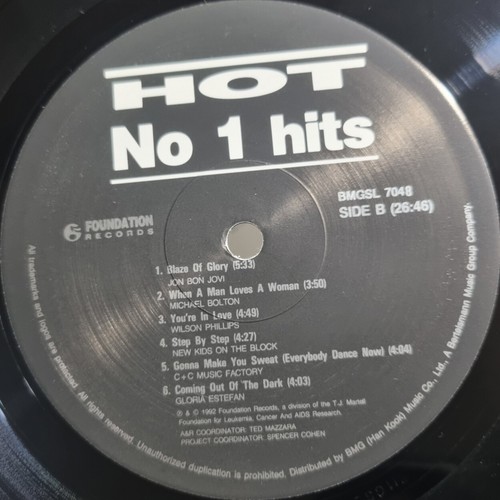 HOT
No 1 hits
BMGSL 7048
SIDE B (26:46)
FOUNDATION
RECORDS
1. Blaze Of Glory (5:33)
JON BON JOVI
2. When A Man Loves A Woman (3:50)
MICHAEL BOLTON
3. You're In Love (4:49)
WILSON PHILLIPS
4. Step By Step (4:27)
NEW KIDS ON THE BLOCK
5. Gonna Make You Sweat (Everybody Dance Now) (4:04)
C+C MUSIC FACTORY
6. Coming Out Of The Dark (4:03)
GLORIA ESTEFAN
℗ & © 1992 Foundation Records, a division of the T.J. Martell
Foundation for Leukemia, Cancer And AIDS Research.
A&R COORDINATOR: TED MAZZARA
PROJECT COORDINATOR: SPENCER COHEN
All trademarks and logos are protected. All rights reserved. Unauthorized duplication is prohibited. Distributed by BMG (Han Kook) Music Co., Ltd., A Bertelsmann Music Group Company.